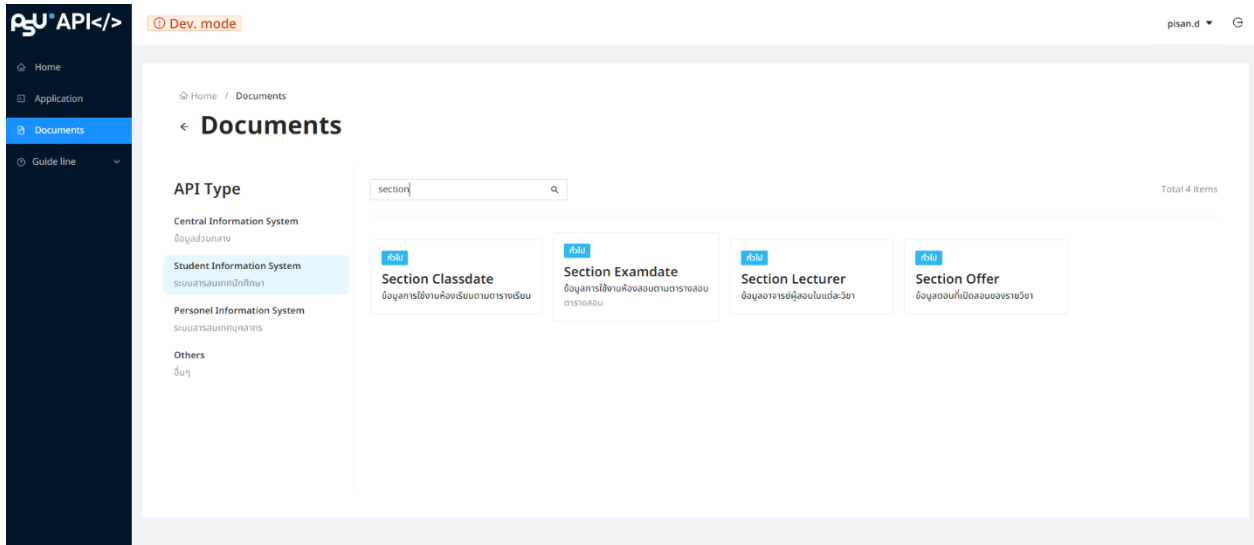 PSU API</>
Dev. mode
pisan.d
Home
Application
Documents
Guide line
Home / Documents
Documents
API Type
Central Information System
ข้อมูลส่วนกลาง
Student Information System
ระบบสารสนเทศนักศึกษา
Personel Information System
ระบบสารสนเทศบุคลากร
Others
อื่นๆ
section
Total 4 items
ทั่วไป
Section Classdate
ข้อมูลการใช้งานห้องเรียนตามตารางเรียน
ทั่วไป
Section Examdate
ข้อมูลการใช้งานห้องสอบตามตารางสอบ
ตารางสอบ
ทั่วไป
Section Lecturer
ข้อมูลอาจารย์ผู้สอนในแต่ละวิชา
ทั่วไป
Section Offer
ข้อมูลตอนที่เปิดสอนของรายวิชา